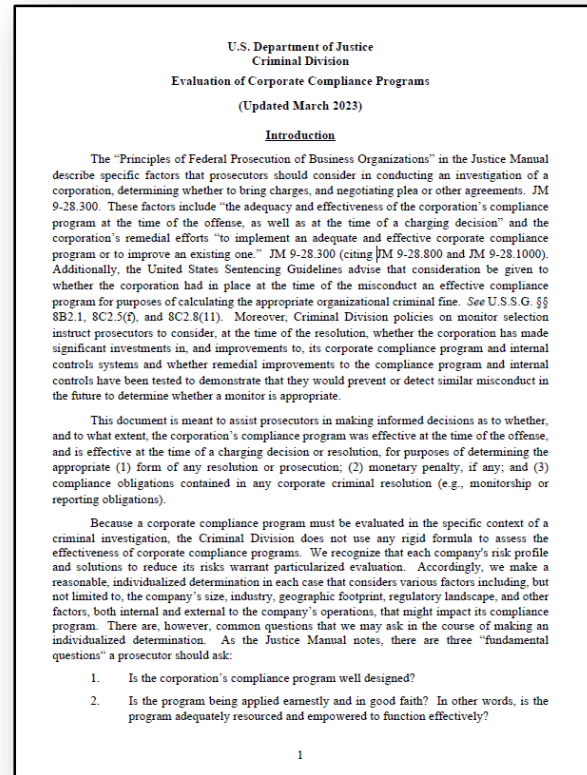 U.S. Department of Justice
Criminal Division
Evaluation of Corporate Compliance Programs
(Updated March 2023)
Introduction
The “Principles of Federal Prosecution of Business Organizations” in the Justice Manual
describe specific factors that prosecutors should consider in conducting an investigation of a
corporation, determining whether to bring charges, and negotiating plea or other agreements. JM
9-28.300. These factors include “the adequacy and effectiveness of the corporation’s compliance
program at the time of the offense, as well as at the time of a charging decision” and the
corporation’s remedial efforts “to implement an adequate and effective corporate compliance
program or to improve an existing one.” JM 9-28.300 (citing JM 9-28.800 and JM 9-28.1000).
Additionally, the United States Sentencing Guidelines advise that consideration be given to
whether the corporation had in place at the time of the misconduct an effective compliance
program for purposes of calculating the appropriate organizational criminal fine. See U.S.S.G. §§
8B2.1, 8C2.5(f), and 8C2.8(11). Moreover, Criminal Division policies on monitor selection
instruct prosecutors to consider, at the time of the resolution, whether the corporation has made
significant investments in, and improvements to, its corporate compliance program and internal
controls systems and whether remedial improvements to the compliance program and internal
controls have been tested to demonstrate that they would prevent or detect similar misconduct in
the future to determine whether a monitor is appropriate.
This document is meant to assist prosecutors in making informed decisions as to whether,
and to what extent, the corporation’s compliance program was effective at the time of the offense,
and is effective at the time of a charging decision or resolution, for purposes of determining the
appropriate (1) form of any resolution or prosecution; (2) monetary penalty, if any; and (3)
compliance obligations contained in any corporate criminal resolution (e.g., monitorship or
reporting obligations).
Because a corporate compliance program must be evaluated in the specific context of a
criminal investigation, the Criminal Division does not use any rigid formula to assess the
effectiveness of corporate compliance programs. We recognize that each company's risk profile
and solutions to reduce its risks warrant particularized evaluation. Accordingly, we make a
reasonable, individualized determination in each case that considers various factors including, but
not limited to, the company’s size, industry, geographic footprint, regulatory landscape, and other
factors, both internal and external to the company’s operations, that might impact its compliance
program. There are, however, common questions that we may ask in the course of making an
individualized determination. As the Justice Manual notes, there are three “fundamental
questions” a prosecutor should ask:
1. Is the corporation’s compliance program well designed?
2. Is the program being applied earnestly and in good faith? In other words, is the
program adequately resourced and empowered to function effectively?
1